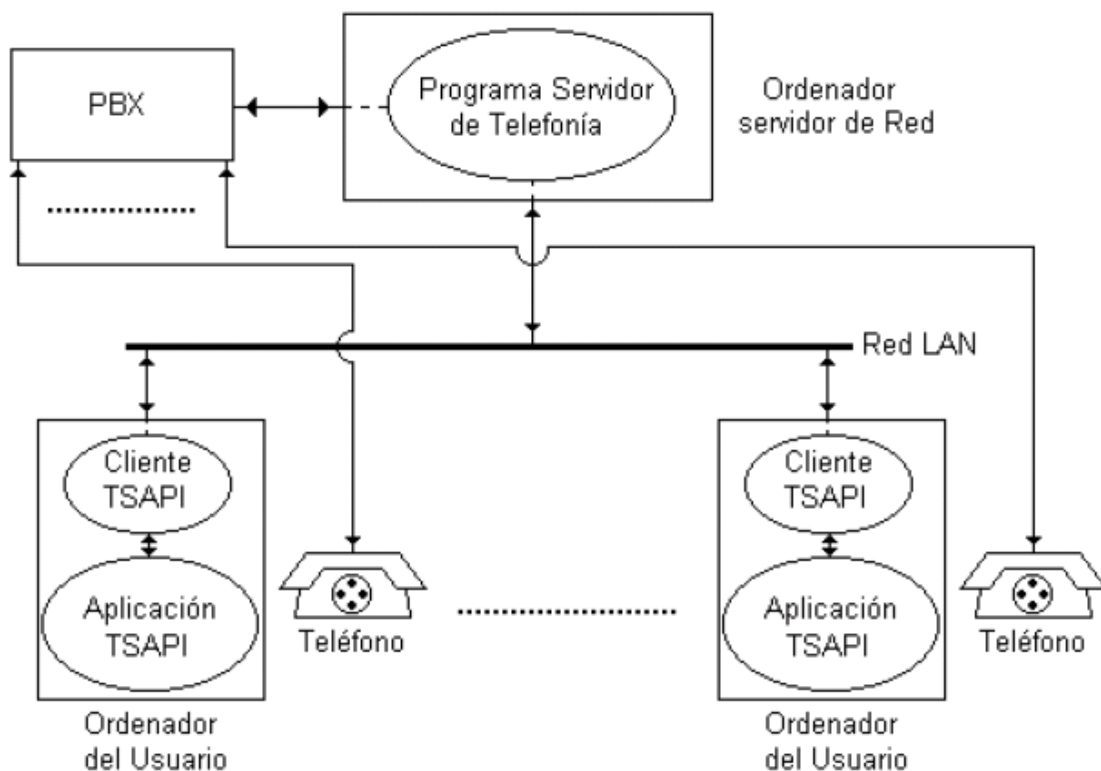 PBX
Programa Servidor
de Telefonía
Ordenador
servidor de Red
Red LAN
Cliente
TSAPI
Aplicación
TSAPI
Teléfono
Ordenador
del Usuario
Cliente
TSAPI
Aplicación
TSAPI
Teléfono
Ordenador
del Usuario